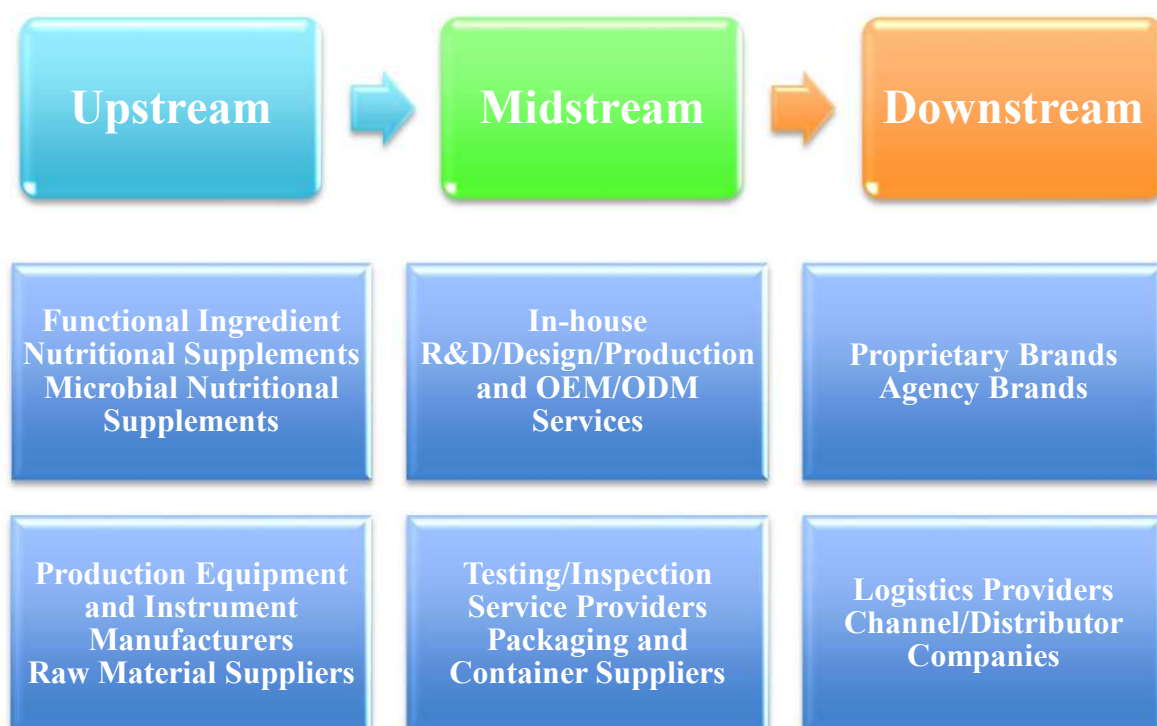 Upstream
Midstream
Downstream
Functional Ingredient
Nutritional Supplements
Microbial Nutritional
Supplements
In-house
R&D/Design/Production
and OEM/ODM
Services
Proprietary Brands
Agency Brands
Production Equipment
and Instrument
Manufacturers
Raw Material Suppliers
Testing/Inspection
Service Providers
Packaging and
Container Suppliers
Logistics Providers
Channel/Distributor
Companies